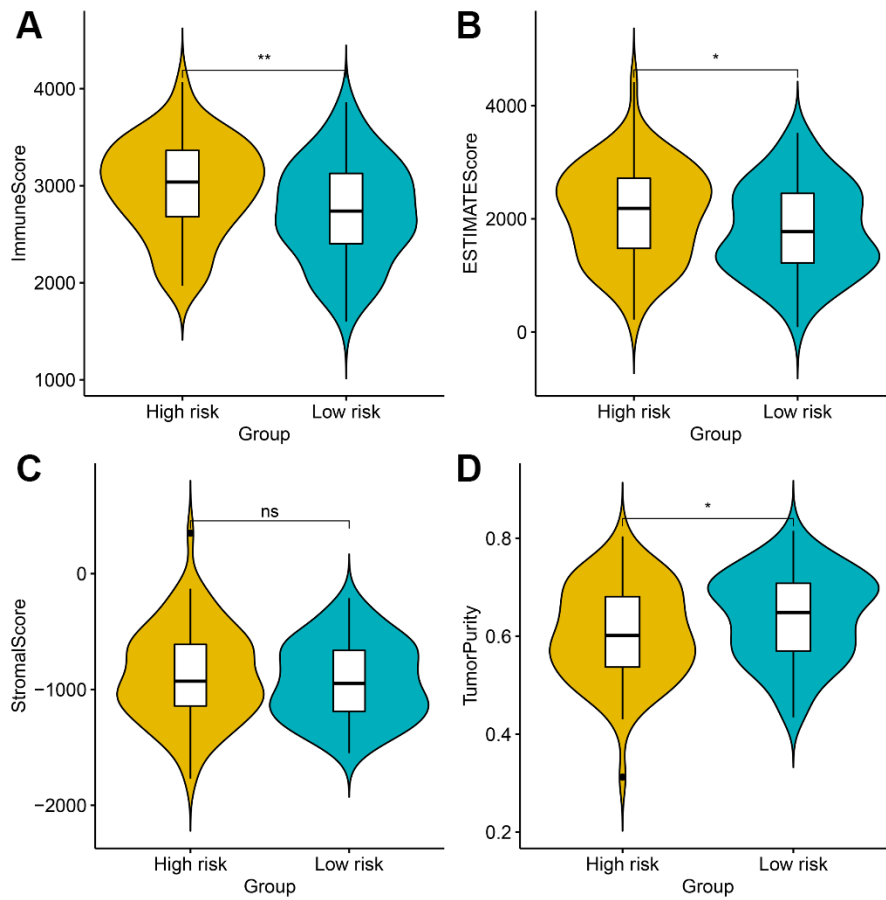 A
**
4000
3000
2000
1000
ImmuneScore
High risk
Low risk
Group
B
*
4000
2000
0
ESTIMATEScore
High risk
Low risk
Group
C
ns
0
−1000
−2000
StromalScore
High risk
Low risk
Group
D
*
0.8
0.6
0.4
0.2
TumorPurity
High risk
Low risk
Group